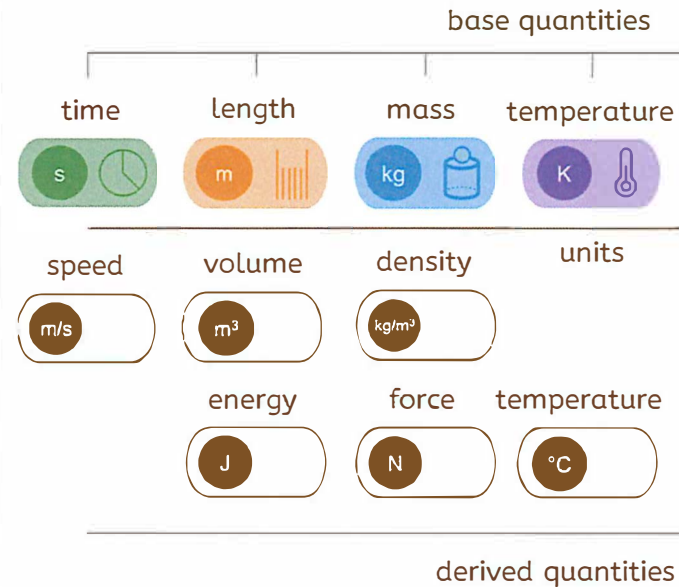 base quantities
time length mass temperature
s m kg K
units
speed volume density
m/s m³ kg/m³
energy force temperature
J N °C
derived quantities